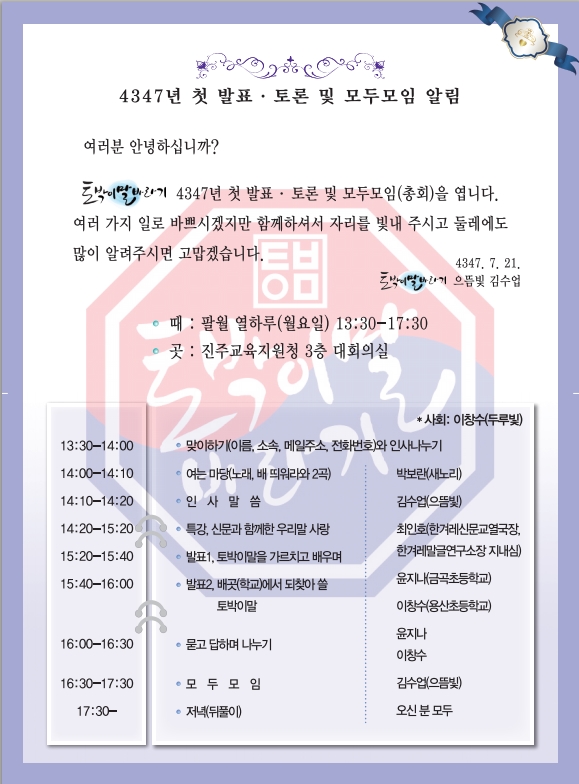 4347년 첫 발표 · 토론 및 모두모임 알림
여러분 안녕하십니까?
토박이말바라기 4347년 첫 발표 · 토론 및 모두모임(총회)을 엽니다.
여러 가지 일로 바쁘시겠지만 함께하셔서 자리를 빛내 주시고 둘레에도
많이 알려주시면 고맙겠습니다.
4347. 7. 21.
토박이말바라기 으뜸빛 김수업
토박이말
바라기
때 : 팔월 열하루(월요일) 13:30-17:30
곳 : 진주교육지원청 3층 대회의실
* 사회: 이창수(두루빛)
13:30-14:00 맞이하기(이름, 소속, 메일주소, 전화번호)와 인사나누기
14:00-14:10 여는 마당(노래, 배 띄워라와 2곡) 박보란(새노리)
14:10-14:20 인 사 말 씀 김수업(으뜸빛)
14:20-15:20 특강, 신문과 함께한 우리말 사랑 최인호(한겨레신문교열국장,
한겨레말글연구소장 지내심)
15:20-15:40 발표1, 토박이말을 가르치고 배우며 윤지나(금곡초등학교)
15:40-16:00 발표2, 배곳(학교)에서 되찾아 쓸
토박이말 이창수(용산초등학교)
16:00-16:30 묻고 답하며 나누기 윤지나
이창수
16:30-17:30 모 두 모 임 김수업(으뜸빛)
17:30- 저녁(뒤풀이) 오신 분 모두